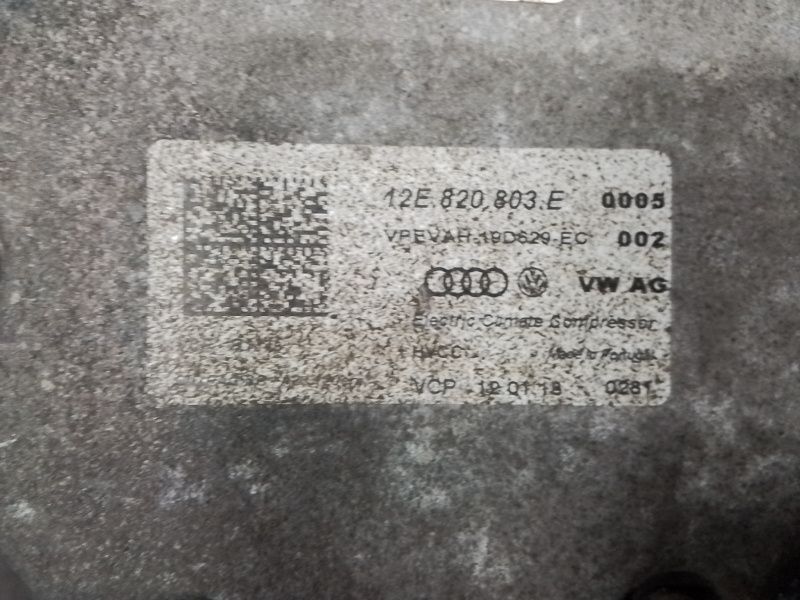 12E.820.803.E 0005
VPEVAH-19D629-EC 002
VW AG
Electric Climate Compressor
HVCC Made in Portugal
VCP 12 01 18 0281